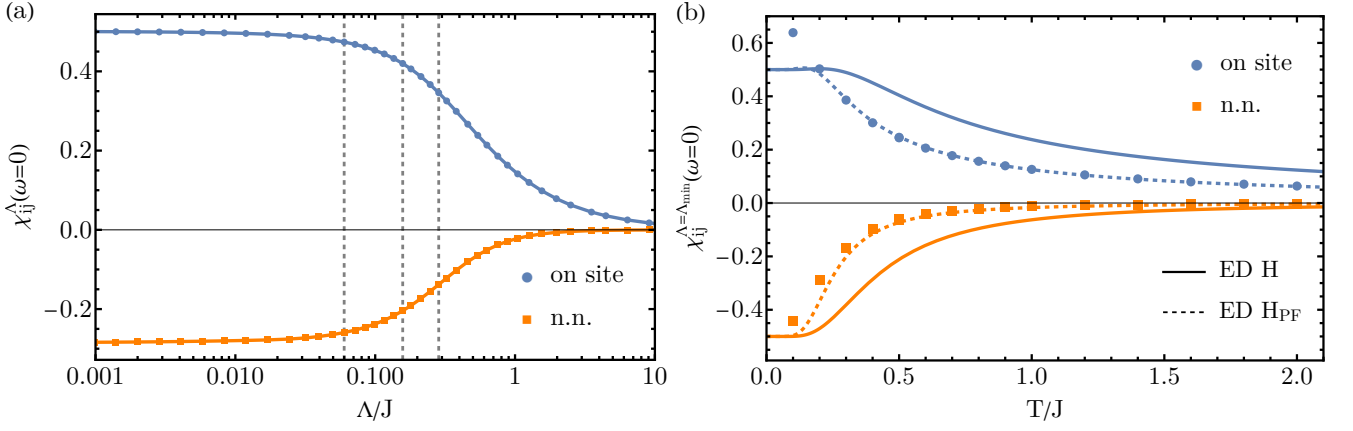 (a)
χ_ij^Λ(ω=0)
0.4
0.2
0.0
−0.2
on site
n.n.
0.001
0.010
0.100
1
10
Λ/J
(b)
χ_ij^{Λ=Λ_min}(ω=0)
0.6
0.4
0.2
0.0
−0.2
−0.4
on site
n.n.
ED H
ED H_PF
0.0
0.5
1.0
1.5
2.0
T/J